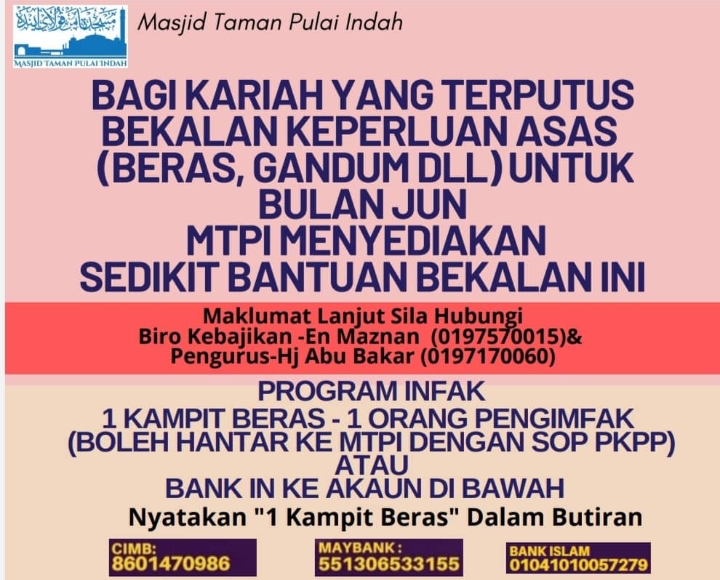 Masjid Taman Pulai Indah
MASJID TAMAN PULAI INDAH
BAGI KARIAH YANG TERPUTUS
BEKALAN KEPERLUAN ASAS
(BERAS, GANDUM DLL) UNTUK
BULAN JUN
MTPI MENYEDIAKAN
SEDIKIT BANTUAN BEKALAN INI
Maklumat Lanjut Sila Hubungi
Biro Kebajikan -En Maznan (0197570015)&
Pengurus-Hj Abu Bakar (0197170060)
PROGRAM INFAK
1 KAMPIT BERAS - 1 ORANG PENGIMFAK
(BOLEH HANTAR KE MTPI DENGAN SOP PKPP)
ATAU
BANK IN KE AKAUN DI BAWAH
Nyatakan "1 Kampit Beras" Dalam Butiran
CIMB:
8601470986
MAYBANK :
551306533155
BANK ISLAM
01041010057279